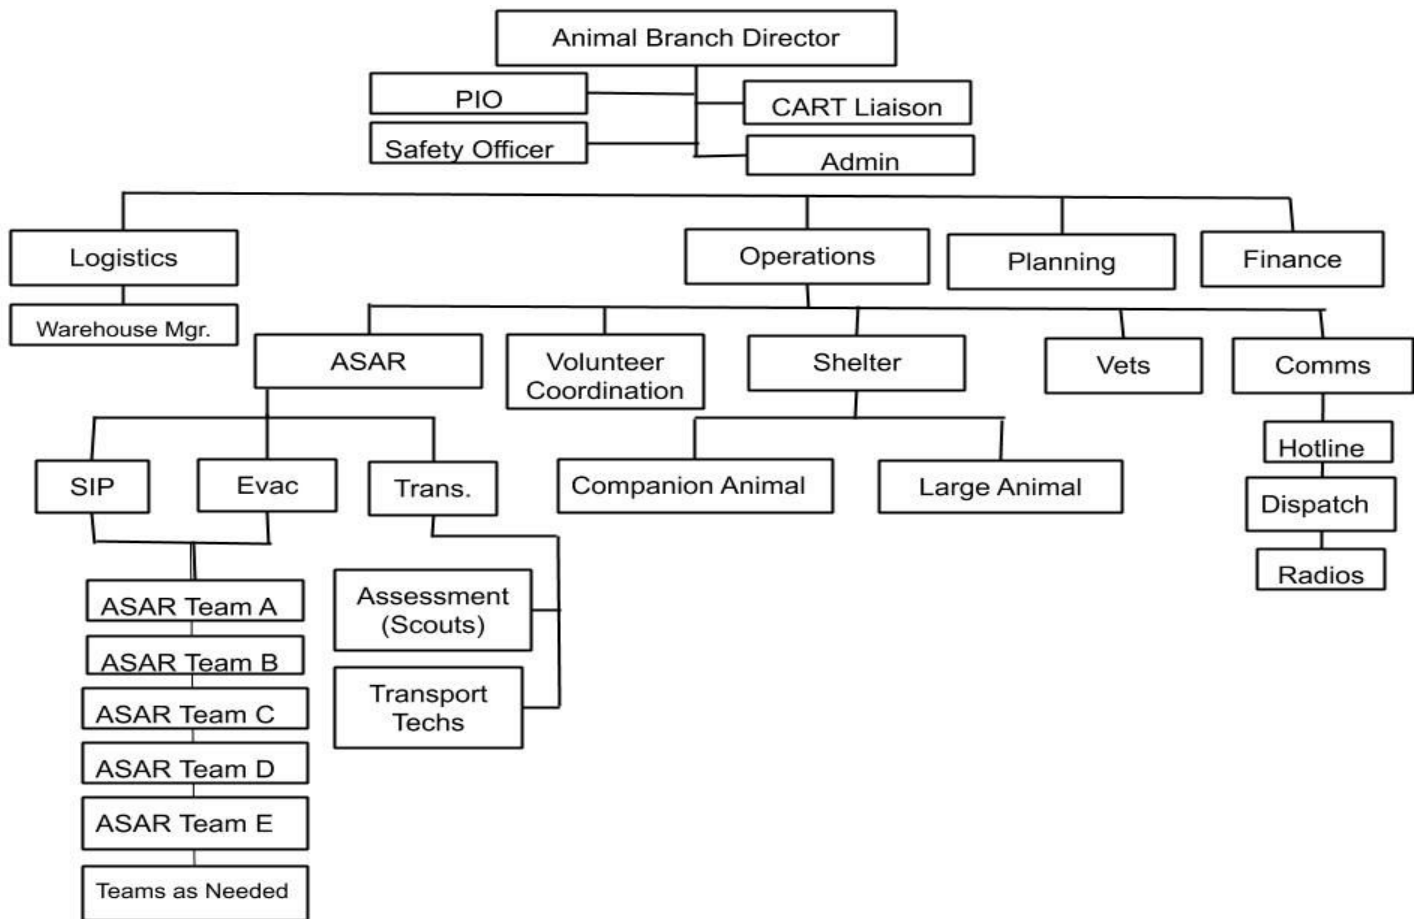 Animal Branch Director
PIO
CART Liaison
Safety Officer
Admin
Logistics
Operations
Planning
Finance
Warehouse Mgr.
ASAR
Volunteer
Coordination
Shelter
Vets
Comms
SIP
Evac
Trans.
Companion Animal
Large Animal
Hotline
Dispatch
Radios
ASAR Team A
ASAR Team B
ASAR Team C
ASAR Team D
ASAR Team E
Teams as Needed
Assessment
(Scouts)
Transport
Techs